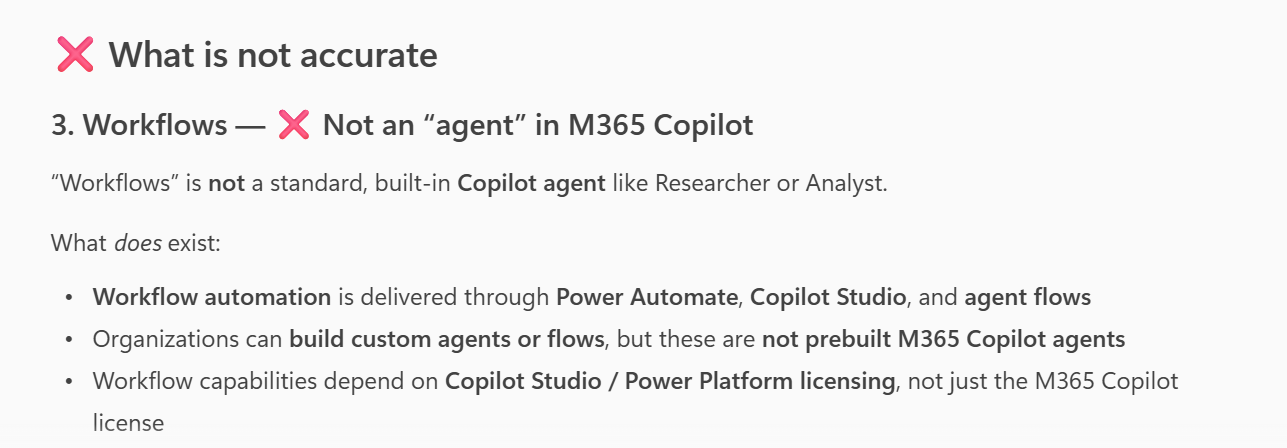 ❌ What is not accurate
3. Workflows — ❌ Not an “agent” in M365 Copilot
“Workflows” is not a standard, built-in Copilot agent like Researcher or Analyst.
What does exist:
• Workflow automation is delivered through Power Automate, Copilot Studio, and agent flows
• Organizations can build custom agents or flows, but these are not prebuilt M365 Copilot agents
• Workflow capabilities depend on Copilot Studio / Power Platform licensing, not just the M365 Copilot
license